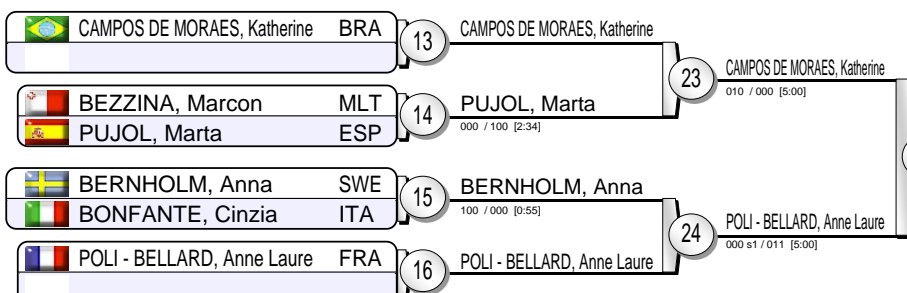 CAMPOS DE MORAES, Katherine BRA
13
CAMPOS DE MORAES, Katherine
23
CAMPOS DE MORAES, Katherine
010 / 000 [5:00]
BEZZINA, Marcon MLT
PUJOL, Marta ESP
14
PUJOL, Marta
000 / 100 [2:34]
BERNHOLM, Anna SWE
BONFANTE, Cinzia ITA
15
BERNHOLM, Anna
100 / 000 [0:55]
24
POLI - BELLARD, Anne Laure
000 s1 / 011 [5:00]
POLI - BELLARD, Anne Laure FRA
16
POLI - BELLARD, Anne Laure